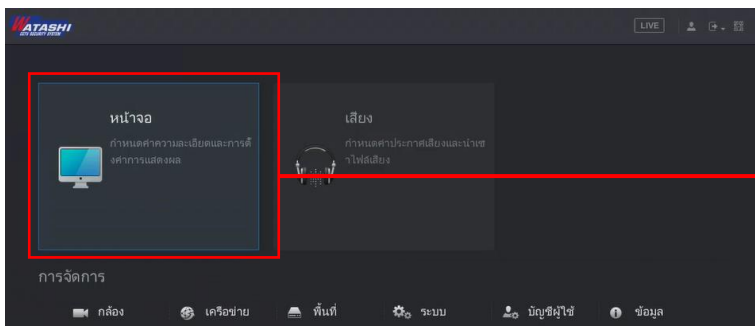 WATASHI
CCTV SECURITY SYSTEM
LIVE
หน้าจอ
กำหนดค่าความละเอียดและการตั้
งค่าการแสดงผล
เสียง
กำหนดค่าประกาศเสียงและนำเข
าไฟล์เสียง
การจัดการ
กล้อง
เครือข่าย
พื้นที่
ระบบ
บัญชีผู้ใช้
ข้อมูล